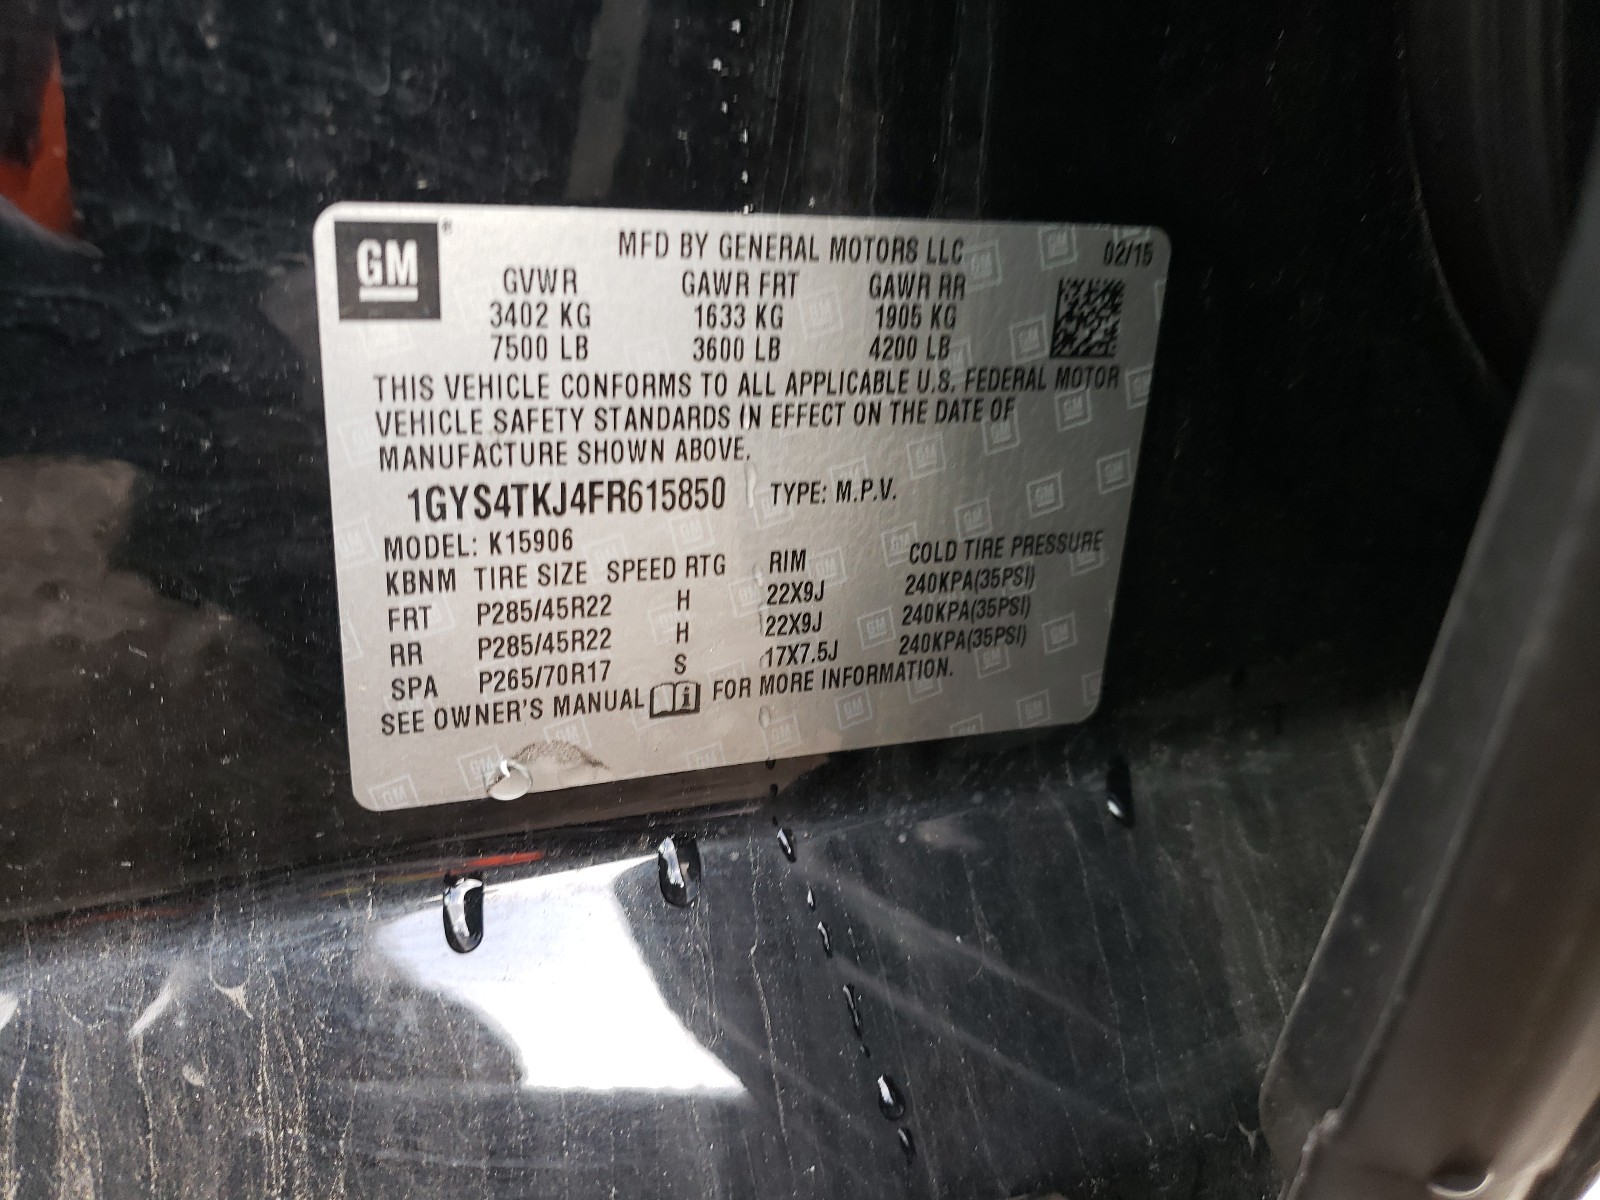 GM ®
MFD BY GENERAL MOTORS LLC 02/15
GVWR GAWR FRT GAWR RR
3402 KG 1633 KG 1905 KG
7500 LB 3600 LB 4200 LB
THIS VEHICLE CONFORMS TO ALL APPLICABLE U.S. FEDERAL MOTOR
VEHICLE SAFETY STANDARDS IN EFFECT ON THE DATE OF
MANUFACTURE SHOWN ABOVE.
1GYS4TKJ4FR615850 TYPE: M.P.V.
MODEL: K15906
KBNM TIRE SIZE SPEED RTG RIM COLD TIRE PRESSURE
FRT P285/45R22 H 22X9J 240KPA(35PSI)
RR P285/45R22 H 22X9J 240KPA(35PSI)
SPA P265/70R17 S 17X7.5J 240KPA(35PSI)
SEE OWNER'S MANUAL i FOR MORE INFORMATION.